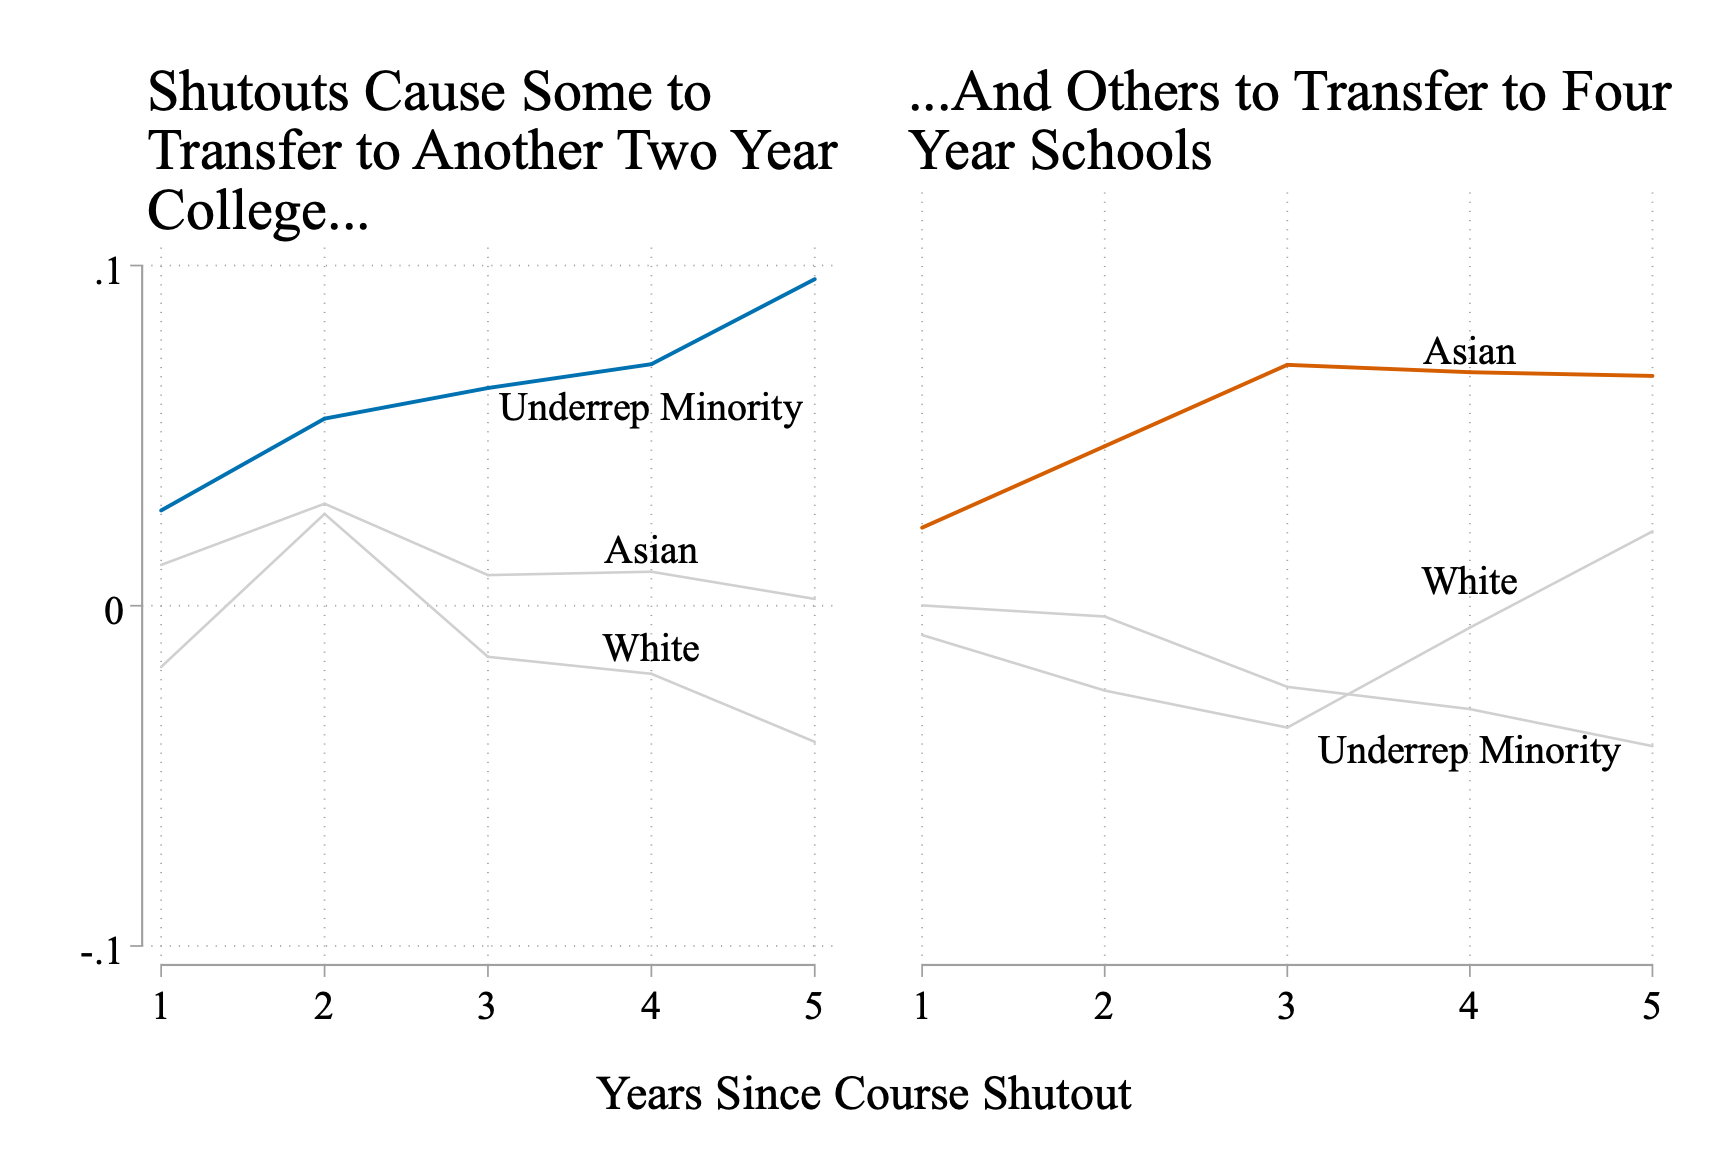 Shutouts Cause Some to
Transfer to Another Two Year
College...
.1
0
-.1
Underrep Minority
Asian
White
1 2 3 4 5
...And Others to Transfer to Four
Year Schools
Asian
White
Underrep Minority
1 2 3 4 5
Years Since Course Shutout